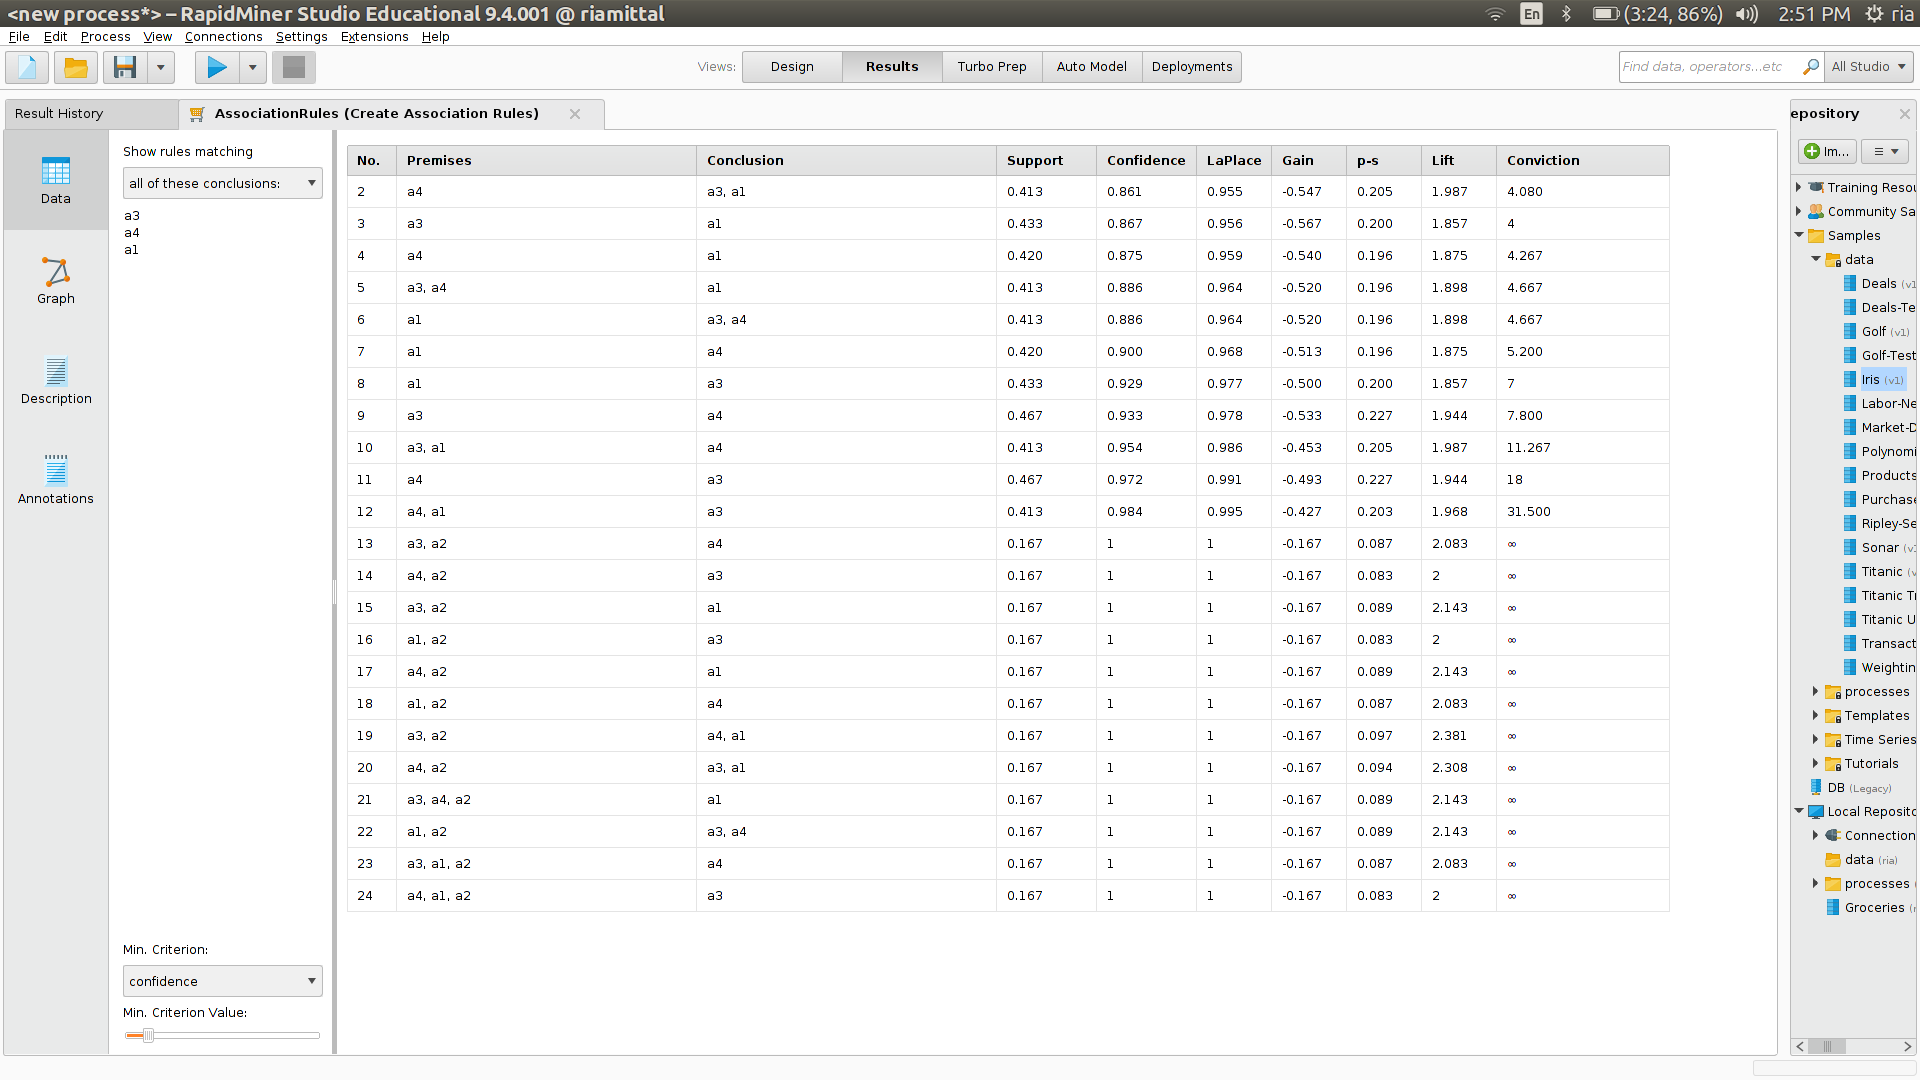 <new process*> – RapidMiner Studio Educational 9.4.001 @ riamittal En (3:24, 86%) 2:51 PM ria
File Edit Process View Connections Settings Extensions Help
Views: Design Results Turbo Prep Auto Model Deployments Find data, operators...etc All Studio
Result History AssociationRules (Create Association Rules) epository
Data
Graph
Description
Annotations
Show rules matching
all of these conclusions:
a3
a4
a1
Min. Criterion:
confidence
Min. Criterion Value:
No. Premises Conclusion Support Confidence LaPlace Gain p-s Lift Conviction
2 a4 a3, a1 0.413 0.861 0.955 -0.547 0.205 1.987 4.080
3 a3 a1 0.433 0.867 0.956 -0.567 0.200 1.857 4
4 a4 a1 0.420 0.875 0.959 -0.540 0.196 1.875 4.267
5 a3, a4 a1 0.413 0.886 0.964 -0.520 0.196 1.898 4.667
6 a1 a3, a4 0.413 0.886 0.964 -0.520 0.196 1.898 4.667
7 a1 a4 0.420 0.900 0.968 -0.513 0.196 1.875 5.200
8 a1 a3 0.433 0.929 0.977 -0.500 0.200 1.857 7
9 a3 a4 0.467 0.933 0.978 -0.533 0.227 1.944 7.800
10 a3, a1 a4 0.413 0.954 0.986 -0.453 0.205 1.987 11.267
11 a4 a3 0.467 0.972 0.991 -0.493 0.227 1.944 18
12 a4, a1 a3 0.413 0.984 0.995 -0.427 0.203 1.968 31.500
13 a3, a2 a4 0.167 1 1 -0.167 0.087 2.083 ∞
14 a4, a2 a3 0.167 1 1 -0.167 0.083 2 ∞
15 a3, a2 a1 0.167 1 1 -0.167 0.089 2.143 ∞
16 a1, a2 a3 0.167 1 1 -0.167 0.083 2 ∞
17 a4, a2 a1 0.167 1 1 -0.167 0.089 2.143 ∞
18 a1, a2 a4 0.167 1 1 -0.167 0.087 2.083 ∞
19 a3, a2 a4, a1 0.167 1 1 -0.167 0.097 2.381 ∞
20 a4, a2 a3, a1 0.167 1 1 -0.167 0.094 2.308 ∞
21 a3, a4, a2 a1 0.167 1 1 -0.167 0.089 2.143 ∞
22 a1, a2 a3, a4 0.167 1 1 -0.167 0.089 2.143 ∞
23 a3, a1, a2 a4 0.167 1 1 -0.167 0.087 2.083 ∞
24 a4, a1, a2 a3 0.167 1 1 -0.167 0.083 2 ∞
Im...
Training Resou
Community Sa
Samples
data
Deals (v1
Deals-Te
Golf (v1)
Golf-Test
Iris (v1)
Labor-Ne
Market-D
Polynomi
Products
Purchase
Ripley-Se
Sonar (v
Titanic (v
Titanic Tr
Titanic U
Transact
Weightin
processes
Templates
Time Series
Tutorials
DB (Legacy)
Local Reposito
Connection
data (ria)
processes
Groceries (r